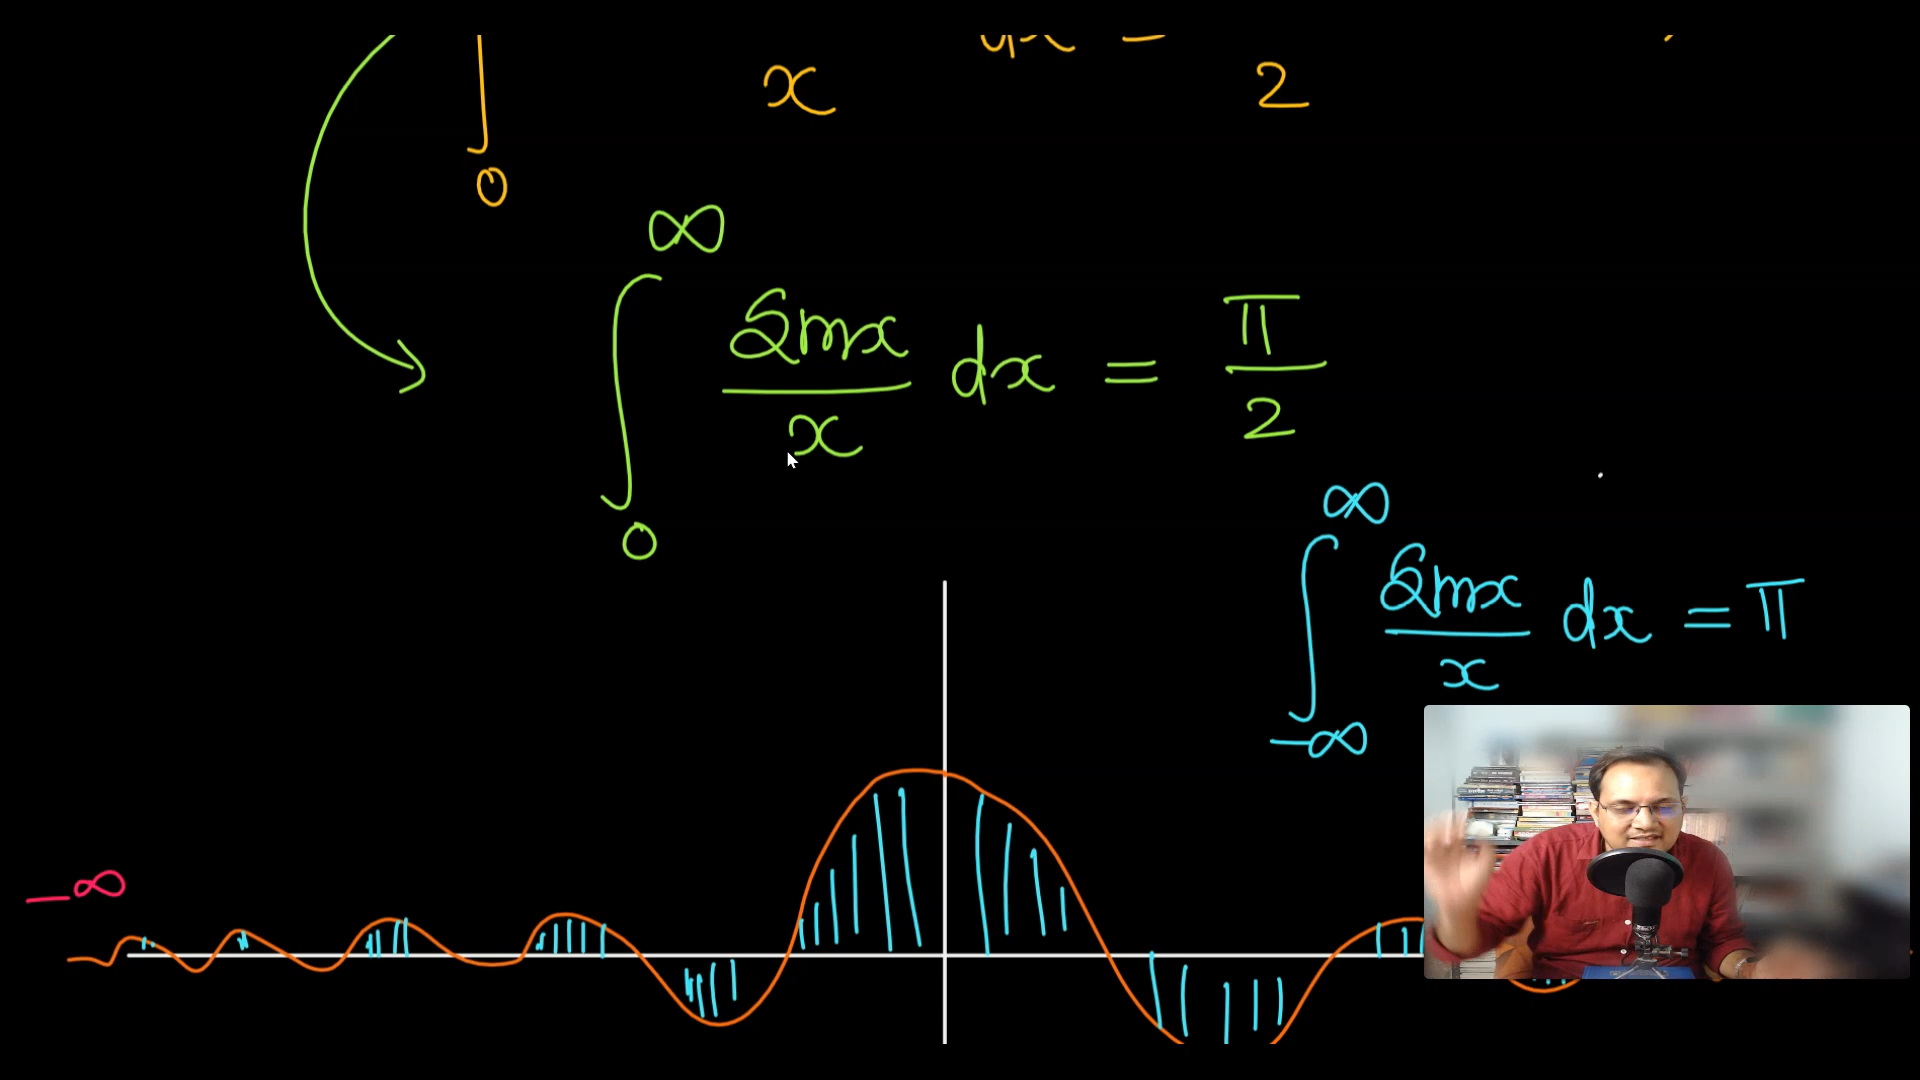 x 2
0
∞
∫ sinx/x dx = π/2
0
∞
∫ sinx/x dx = π
-∞
-∞